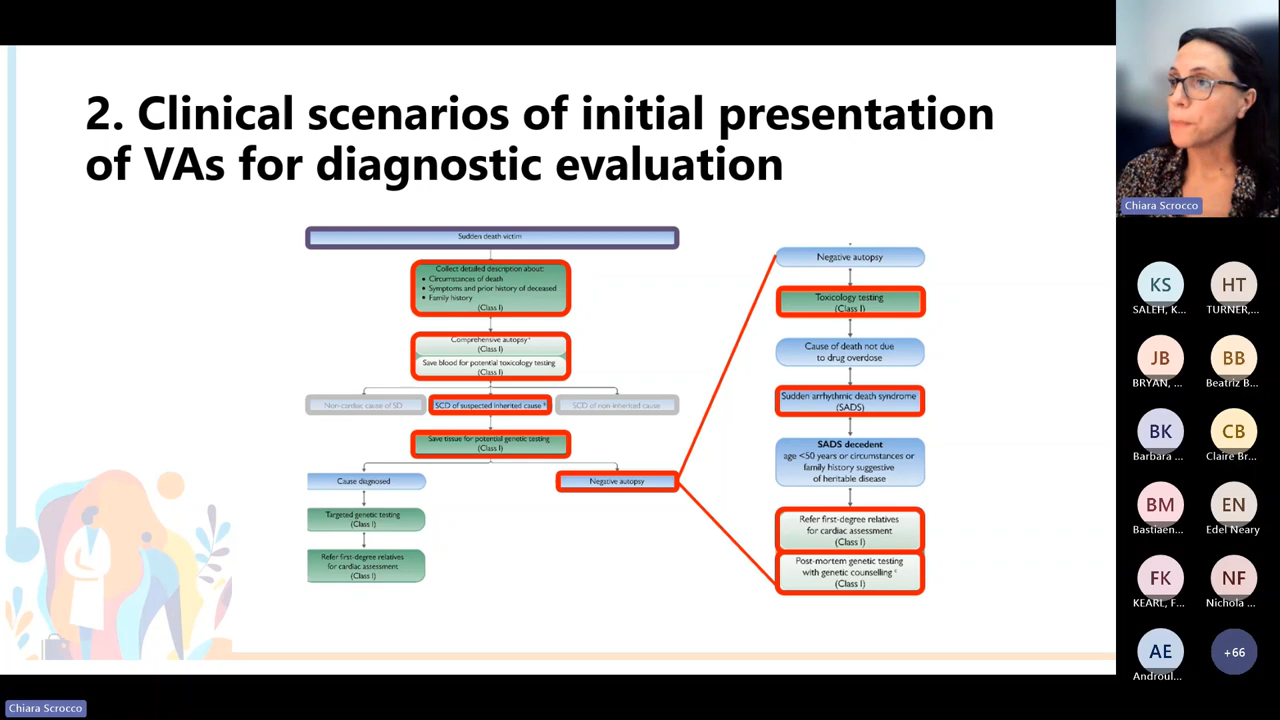 2. Clinical scenarios of initial presentation
of VAs for diagnostic evaluation
Sudden death victim
Collect detailed description about:
• Circumstances of death
• Symptoms and prior history of deceased
• Family history
(Class I)
Comprehensive autopsy a
(Class I)
Save blood for potential toxicology testing
(Class I)
Non-cardiac cause of SD
SCD of suspected inherited cause b
SCD of non-inherited cause
Save tissue for potential genetic testing
(Class I)
Cause diagnosed
Negative autopsy
Targeted genetic testing
(Class I)
Refer first-degree relatives
for cardiac assessment
(Class I)
Negative autopsy
Toxicology testing
(Class I)
Cause of death not due
to drug overdose
Sudden arrhythmic death syndrome
(SADS)
SADS decedent
age <50 years or circumstances or
family history suggestive
of heritable disease
Refer first-degree relatives
for cardiac assessment
(Class I)
Post-mortem genetic testing
with genetic counselling c
(Class I)
Chiara Scrocco
KS
HT
SALEH, K...
TURNER,...
JB
BB
BRYAN, ...
Beatriz B...
BK
CB
Barbara ...
Claire Br...
BM
EN
Bastiaen...
Edel Neary
FK
NF
KEARL, F...
Nichola ...
AE
+66
Androul...
Chiara Scrocco